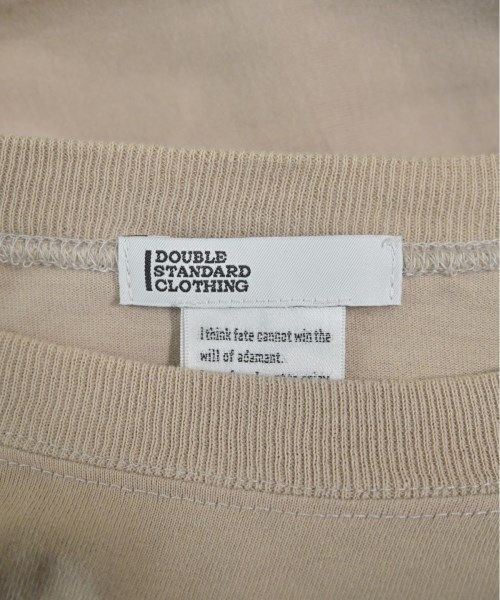 DOUBLE
STANDARD
CLOTHING
I think fate cannot win the
will of adamant.